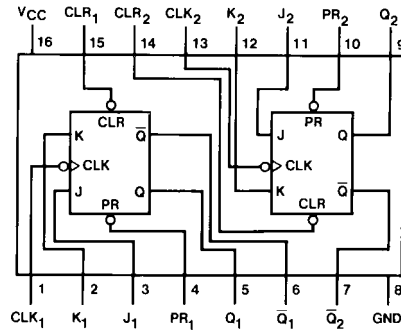 VCC CLR1 CLR2 CLK2 K2 J2 PR2 Q2
16 15 14 13 12 11 10 9
CLR PR
K Q̅ J Q
CLK CLK
J Q K Q̅
PR CLR
1 2 3 4 5 6 7 8
CLK1 K1 J1 PR1 Q1 Q̅1 Q̅2 GND